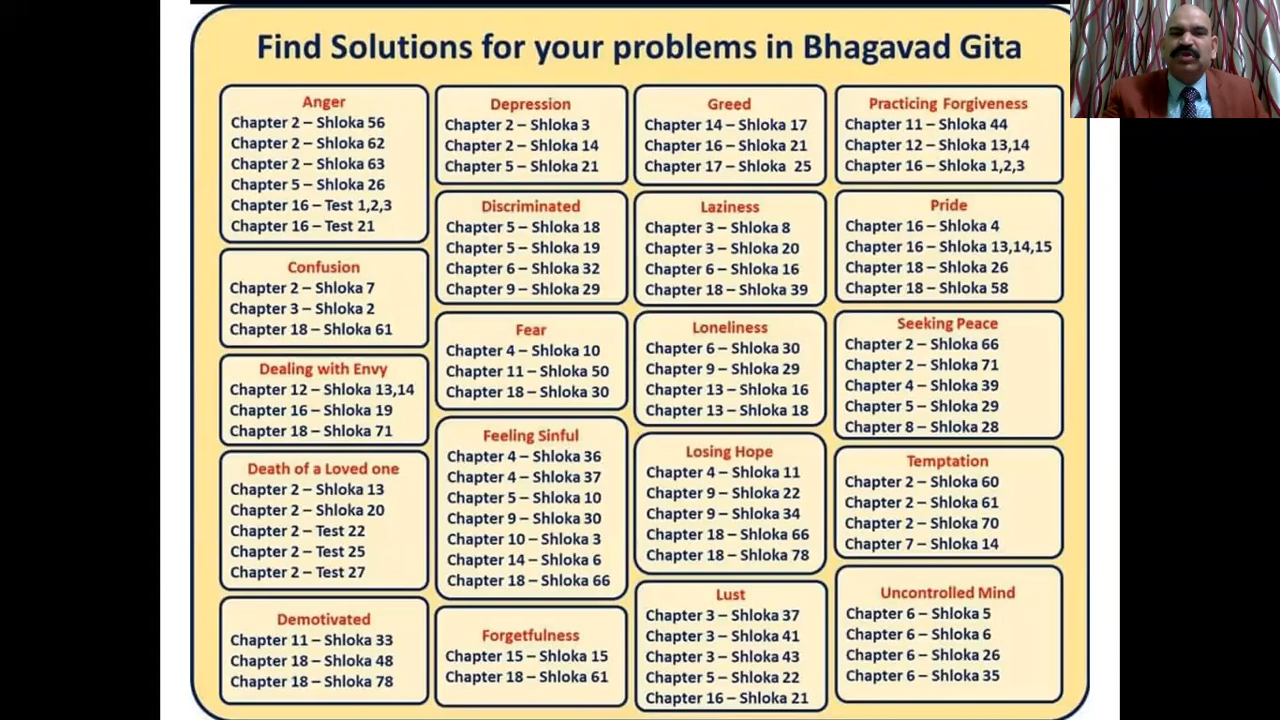 Find Solutions for your problems in Bhagavad Gita
Anger
Chapter 2 – Shloka 56
Chapter 2 – Shloka 62
Chapter 2 – Shloka 63
Chapter 5 – Shloka 26
Chapter 16 – Test 1,2,3
Chapter 16 – Test 21
Confusion
Chapter 2 – Shloka 7
Chapter 3 – Shloka 2
Chapter 18 – Shloka 61
Dealing with Envy
Chapter 12 – Shloka 13,14
Chapter 16 – Shloka 19
Chapter 18 – Shloka 71
Death of a Loved one
Chapter 2 – Shloka 13
Chapter 2 – Shloka 20
Chapter 2 – Test 22
Chapter 2 – Test 25
Chapter 2 – Test 27
Demotivated
Chapter 11 – Shloka 33
Chapter 18 – Shloka 48
Chapter 18 – Shloka 78
Depression
Chapter 2 – Shloka 3
Chapter 2 – Shloka 14
Chapter 5 – Shloka 21
Discriminated
Chapter 5 – Shloka 18
Chapter 5 – Shloka 19
Chapter 6 – Shloka 32
Chapter 9 – Shloka 29
Fear
Chapter 4 – Shloka 10
Chapter 11 – Shloka 50
Chapter 18 – Shloka 30
Feeling Sinful
Chapter 4 – Shloka 36
Chapter 4 – Shloka 37
Chapter 5 – Shloka 10
Chapter 9 – Shloka 30
Chapter 10 – Shloka 3
Chapter 14 – Shloka 6
Chapter 18 – Shloka 66
Forgetfulness
Chapter 15 – Shloka 15
Chapter 18 – Shloka 61
Greed
Chapter 14 – Shloka 17
Chapter 16 – Shloka 21
Chapter 17 – Shloka 25
Laziness
Chapter 3 – Shloka 8
Chapter 3 – Shloka 20
Chapter 6 – Shloka 16
Chapter 18 – Shloka 39
Loneliness
Chapter 6 – Shloka 30
Chapter 9 – Shloka 29
Chapter 13 – Shloka 16
Chapter 13 – Shloka 18
Losing Hope
Chapter 4 – Shloka 11
Chapter 9 – Shloka 22
Chapter 9 – Shloka 34
Chapter 18 – Shloka 66
Chapter 18 – Shloka 78
Lust
Chapter 3 – Shloka 37
Chapter 3 – Shloka 41
Chapter 3 – Shloka 43
Chapter 5 – Shloka 22
Chapter 16 – Shloka 21
Practicing Forgiveness
Chapter 11 – Shloka 44
Chapter 12 – Shloka 13,14
Chapter 16 – Shloka 1,2,3
Pride
Chapter 16 – Shloka 4
Chapter 16 – Shloka 13,14,15
Chapter 18 – Shloka 26
Chapter 18 – Shloka 58
Seeking Peace
Chapter 2 – Shloka 66
Chapter 2 – Shloka 71
Chapter 4 – Shloka 39
Chapter 5 – Shloka 29
Chapter 8 – Shloka 28
Temptation
Chapter 2 – Shloka 60
Chapter 2 – Shloka 61
Chapter 2 – Shloka 70
Chapter 7 – Shloka 14
Uncontrolled Mind
Chapter 6 – Shloka 5
Chapter 6 – Shloka 6
Chapter 6 – Shloka 26
Chapter 6 – Shloka 35